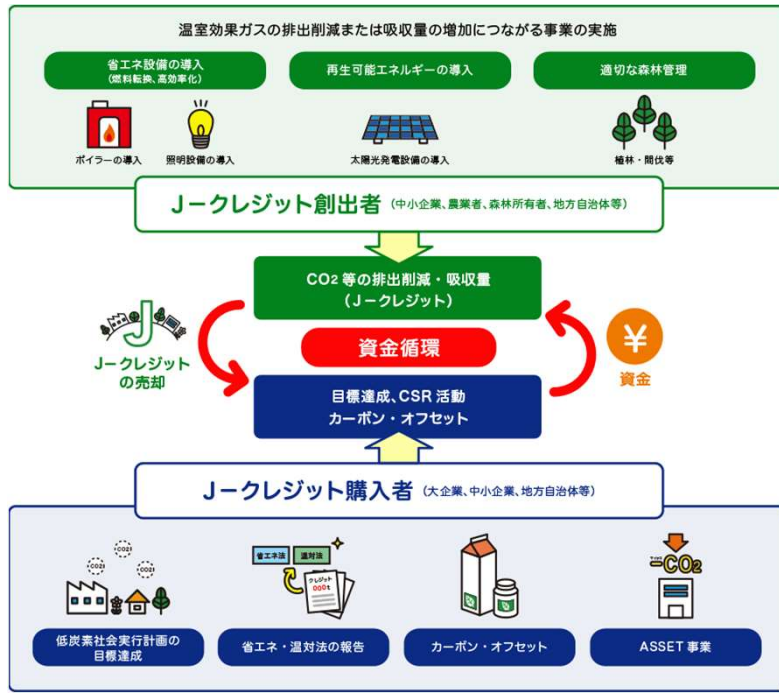 温室効果ガスの排出削減または吸収量の増加につながる事業の実施
省エネ設備の導入
(燃料転換、高効率化)
再生可能エネルギーの導入
適切な森林管理
ボイラーの導入
照明設備の導入
太陽光発電設備の導入
植林・間伐等
J－クレジット創出者（中小企業、農業者、森林所有者、地方自治体等）
CO2 等の排出削減・吸収量
（J－クレジット）
J
J－クレジット
の売却
資金循環
¥
資金
目標達成、CSR 活動
カーボン・オフセット
J－クレジット購入者（大企業、中小企業、地方自治体等）
CO2
CO2
CO2
省エネ法
温対法
クレジット
000t
－CO2
低炭素社会実行計画の
目標達成
省エネ・温対法の報告
カーボン・オフセット
ASSET 事業